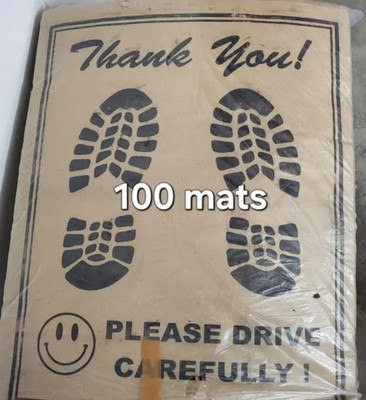 Thank You!
100 mats
PLEASE DRIVE
CAREFULLY!